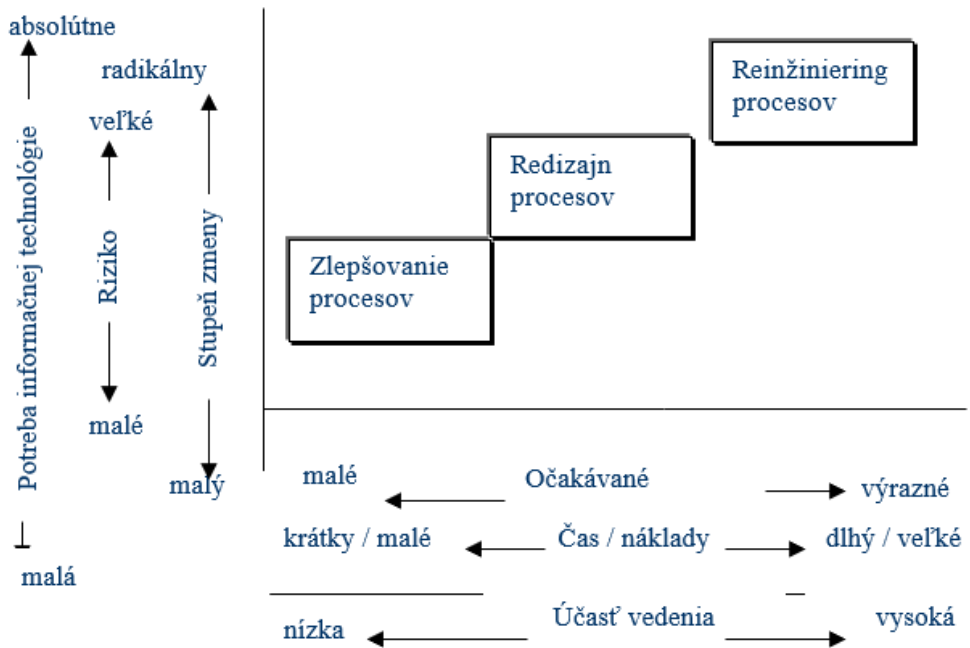 absolútne
radikálny
veľké
Potreba informačnej technológie
Riziko
Stupeň zmeny
malé
malý
malá
Reinžiniering
procesov
Redizajn
procesov
Zlepšovanie
procesov
malé Očakávané výrazné
krátky / malé Čas / náklady dlhý / veľké
nízka Účasť vedenia vysoká